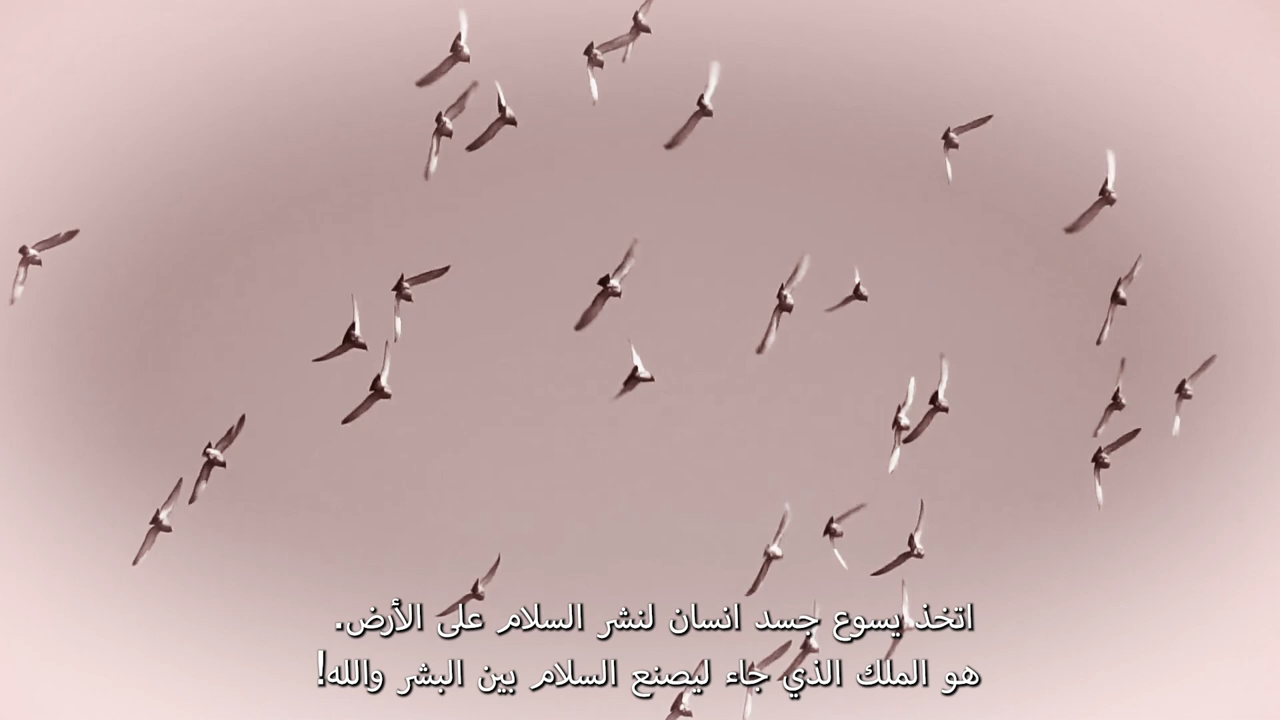 اتخذ يسوع جسد انسان لنشر السلام على الأرض.
هو الملك الذي جاء ليصنع السلام بين البشر والله!